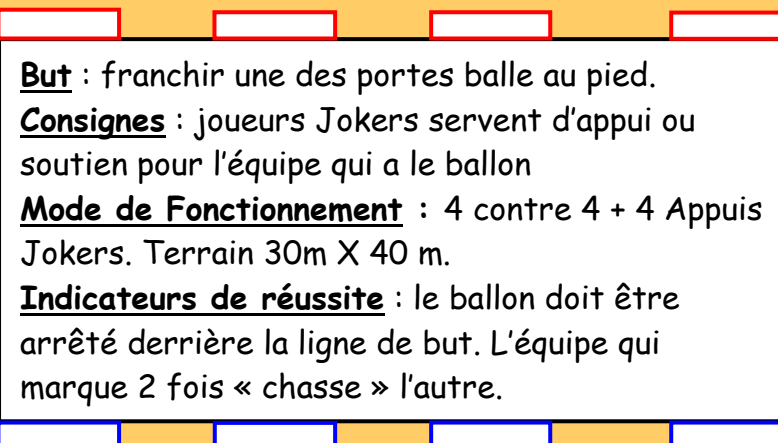 But : franchir une des portes balle au pied.
Consignes : joueurs Jokers servent d'appui ou
soutien pour l'équipe qui a le ballon
Mode de Fonctionnement : 4 contre 4 + 4 Appuis
Jokers. Terrain 30m X 40 m.
Indicateurs de réussite : le ballon doit être
arrêté derrière la ligne de but. L'équipe qui
marque 2 fois « chasse » l'autre.